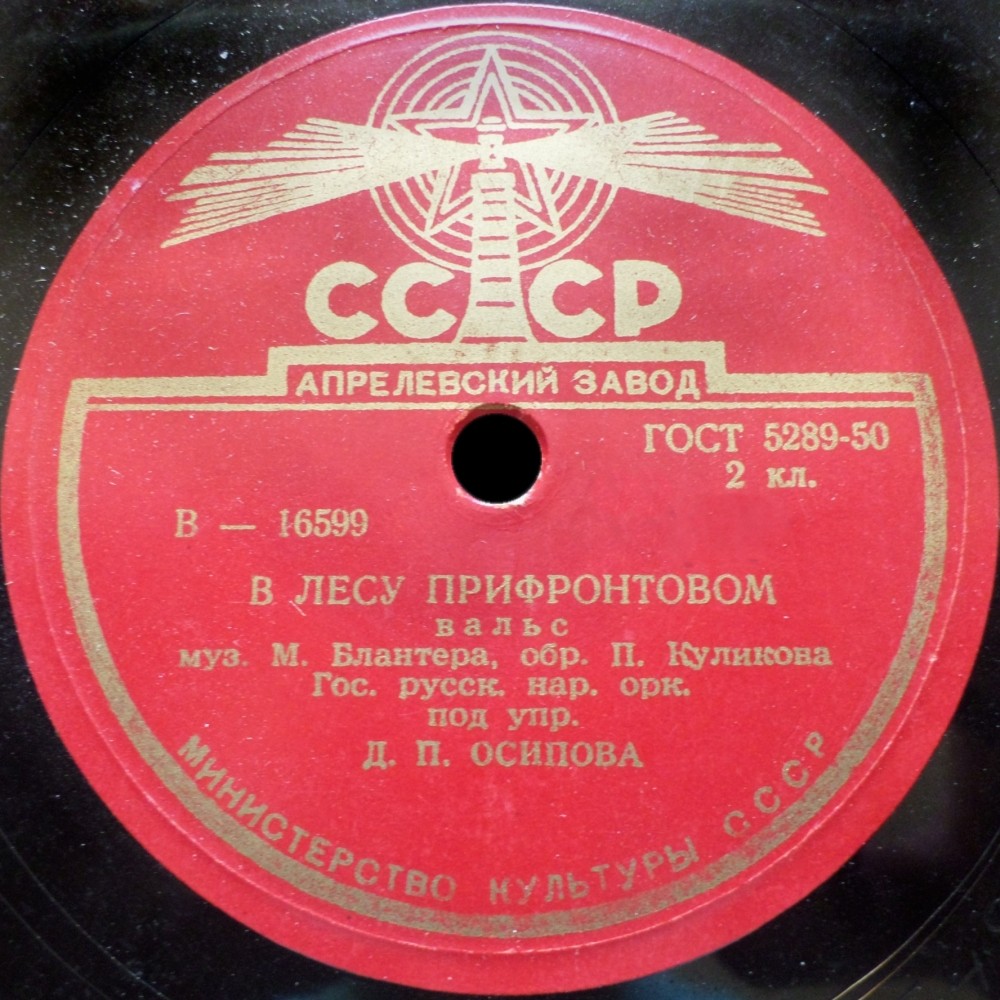 СССР
АПРЕЛЕВСКИЙ ЗАВОД
ГОСТ 5289-50
2 кл.
В — 16599
В ЛЕСУ ПРИФРОНТОВОМ
вальс
муз. М. Блантера, обр. П. Куликова
Гос. русск. нар. орк.
под упр.
Д. П. ОСИПОВА
МИНИСТЕРСТВО КУЛЬТУРЫ СССР